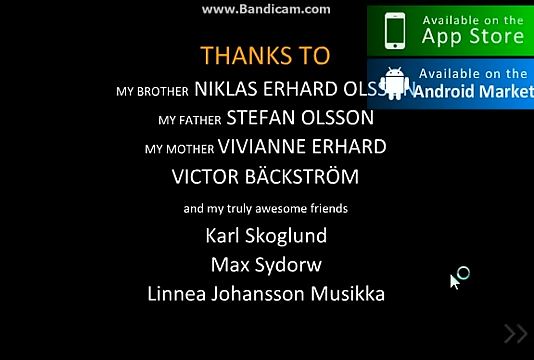 www.Bandicam.com
THANKS TO
Available on the
App Store
MY BROTHER NIKLAS ERHARD OLSSON
Available on the
Android Market
MY FATHER STEFAN OLSSON
MY MOTHER VIVIANNE ERHARD
VICTOR BÄCKSTRÖM
and my truly awesome friends
Karl Skoglund
Max Sydorw
Linnea Johansson Musikka